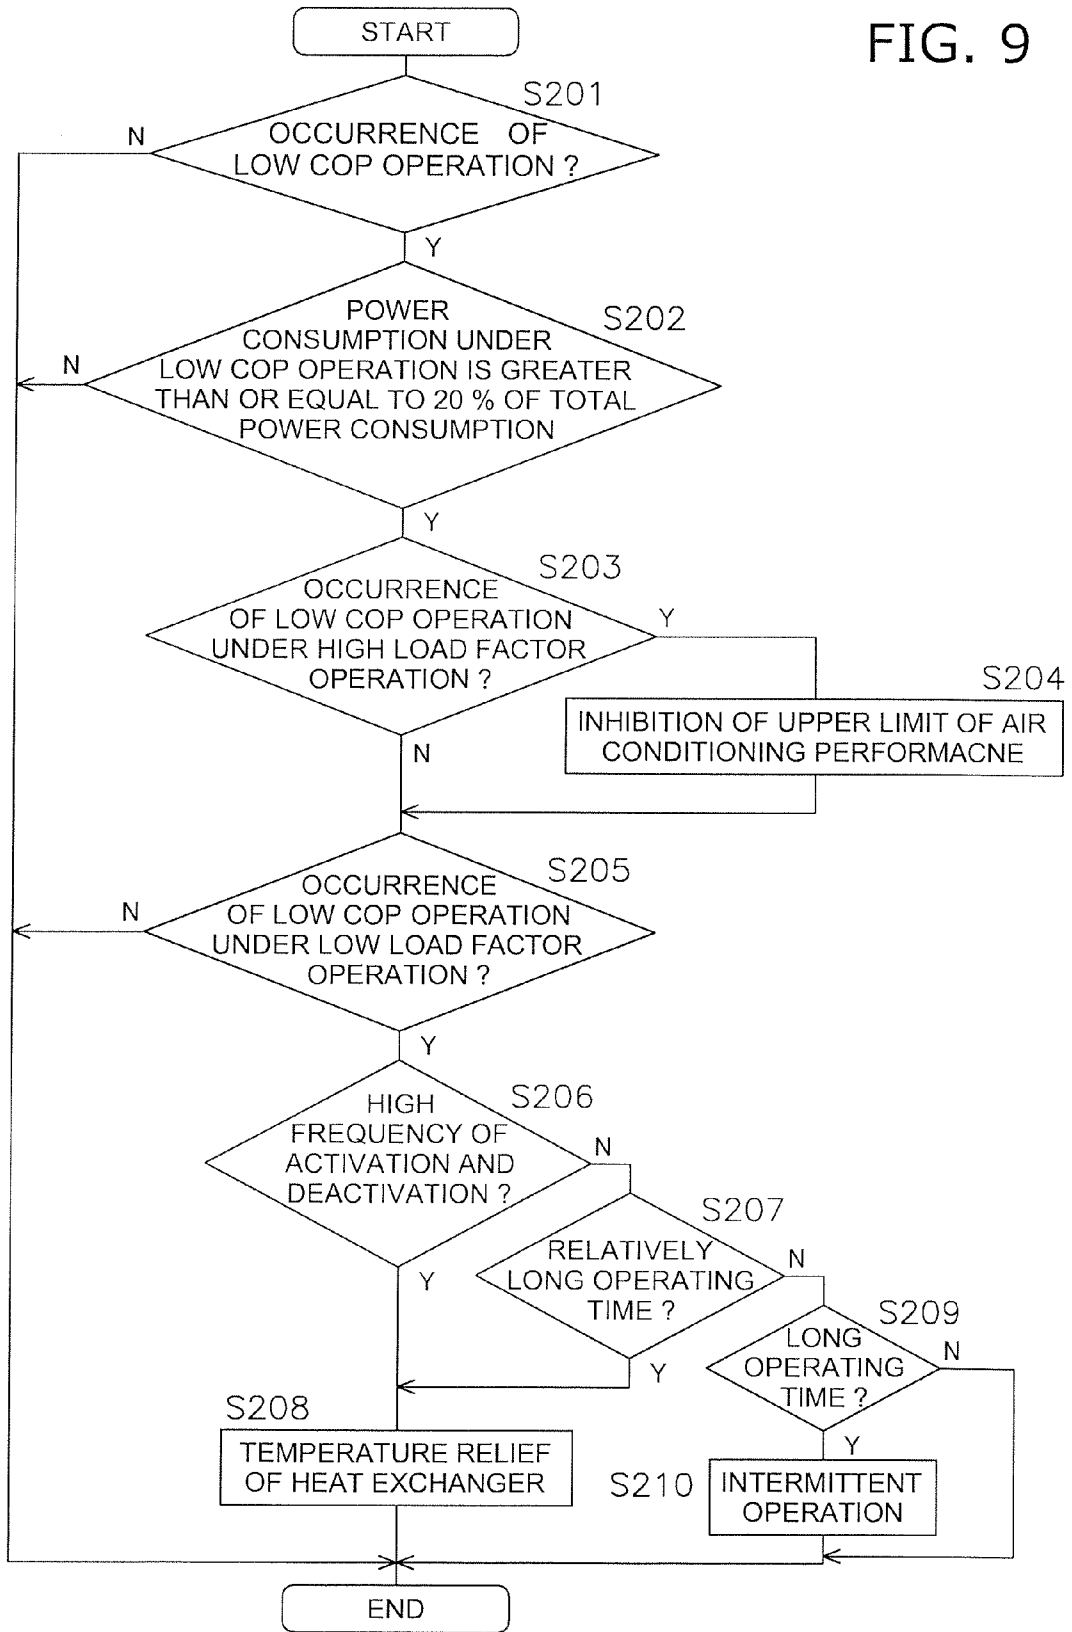 FIG. 9
START
S201
N
OCCURRENCE OF
LOW COP OPERATION ?
Y
S202
POWER
CONSUMPTION UNDER
LOW COP OPERATION IS GREATER
THAN OR EQUAL TO 20 % OF TOTAL
POWER CONSUMPTION
N
Y
S203
OCCURRENCE
OF LOW COP OPERATION
UNDER HIGH LOAD FACTOR
OPERATION ?
Y
N
S204
INHIBITION OF UPPER LIMIT OF AIR
CONDITIONING PERFORMACNE
S205
OCCURRENCE
OF LOW COP OPERATION
UNDER LOW LOAD FACTOR
OPERATION ?
N
Y
S206
HIGH
FREQUENCY OF
ACTIVATION AND
DEACTIVATION ?
N
Y
S207
RELATIVELY
LONG OPERATING
TIME ?
N
Y
S209
LONG
OPERATING
TIME ?
N
Y
S208
TEMPERATURE RELIEF
OF HEAT EXCHANGER
S210
INTERMITTENT
OPERATION
END